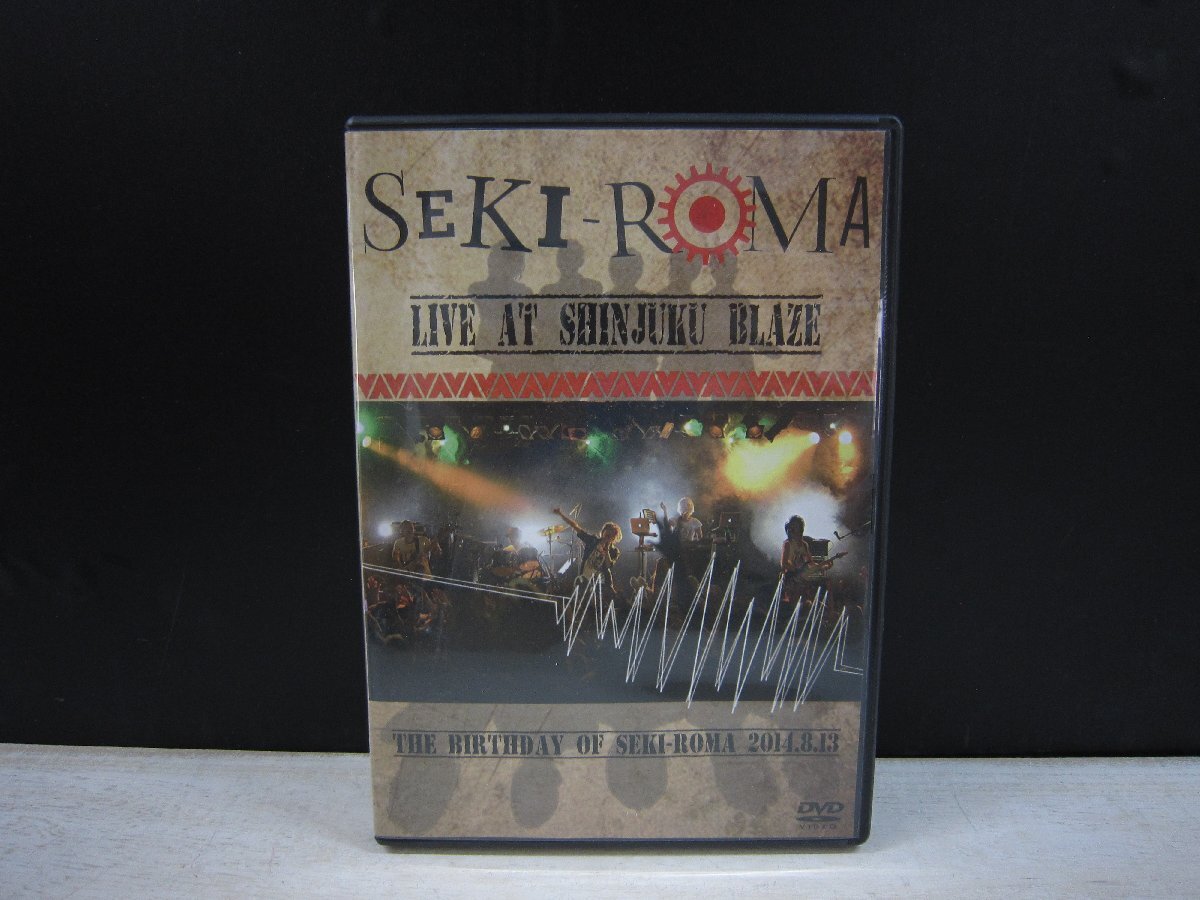 SEKI-ROMA
LIVE AT SHINJUKU BLAZE
THE BIRTHDAY OF SEKI-ROMA 2014.8.13
DVD
VIDEO